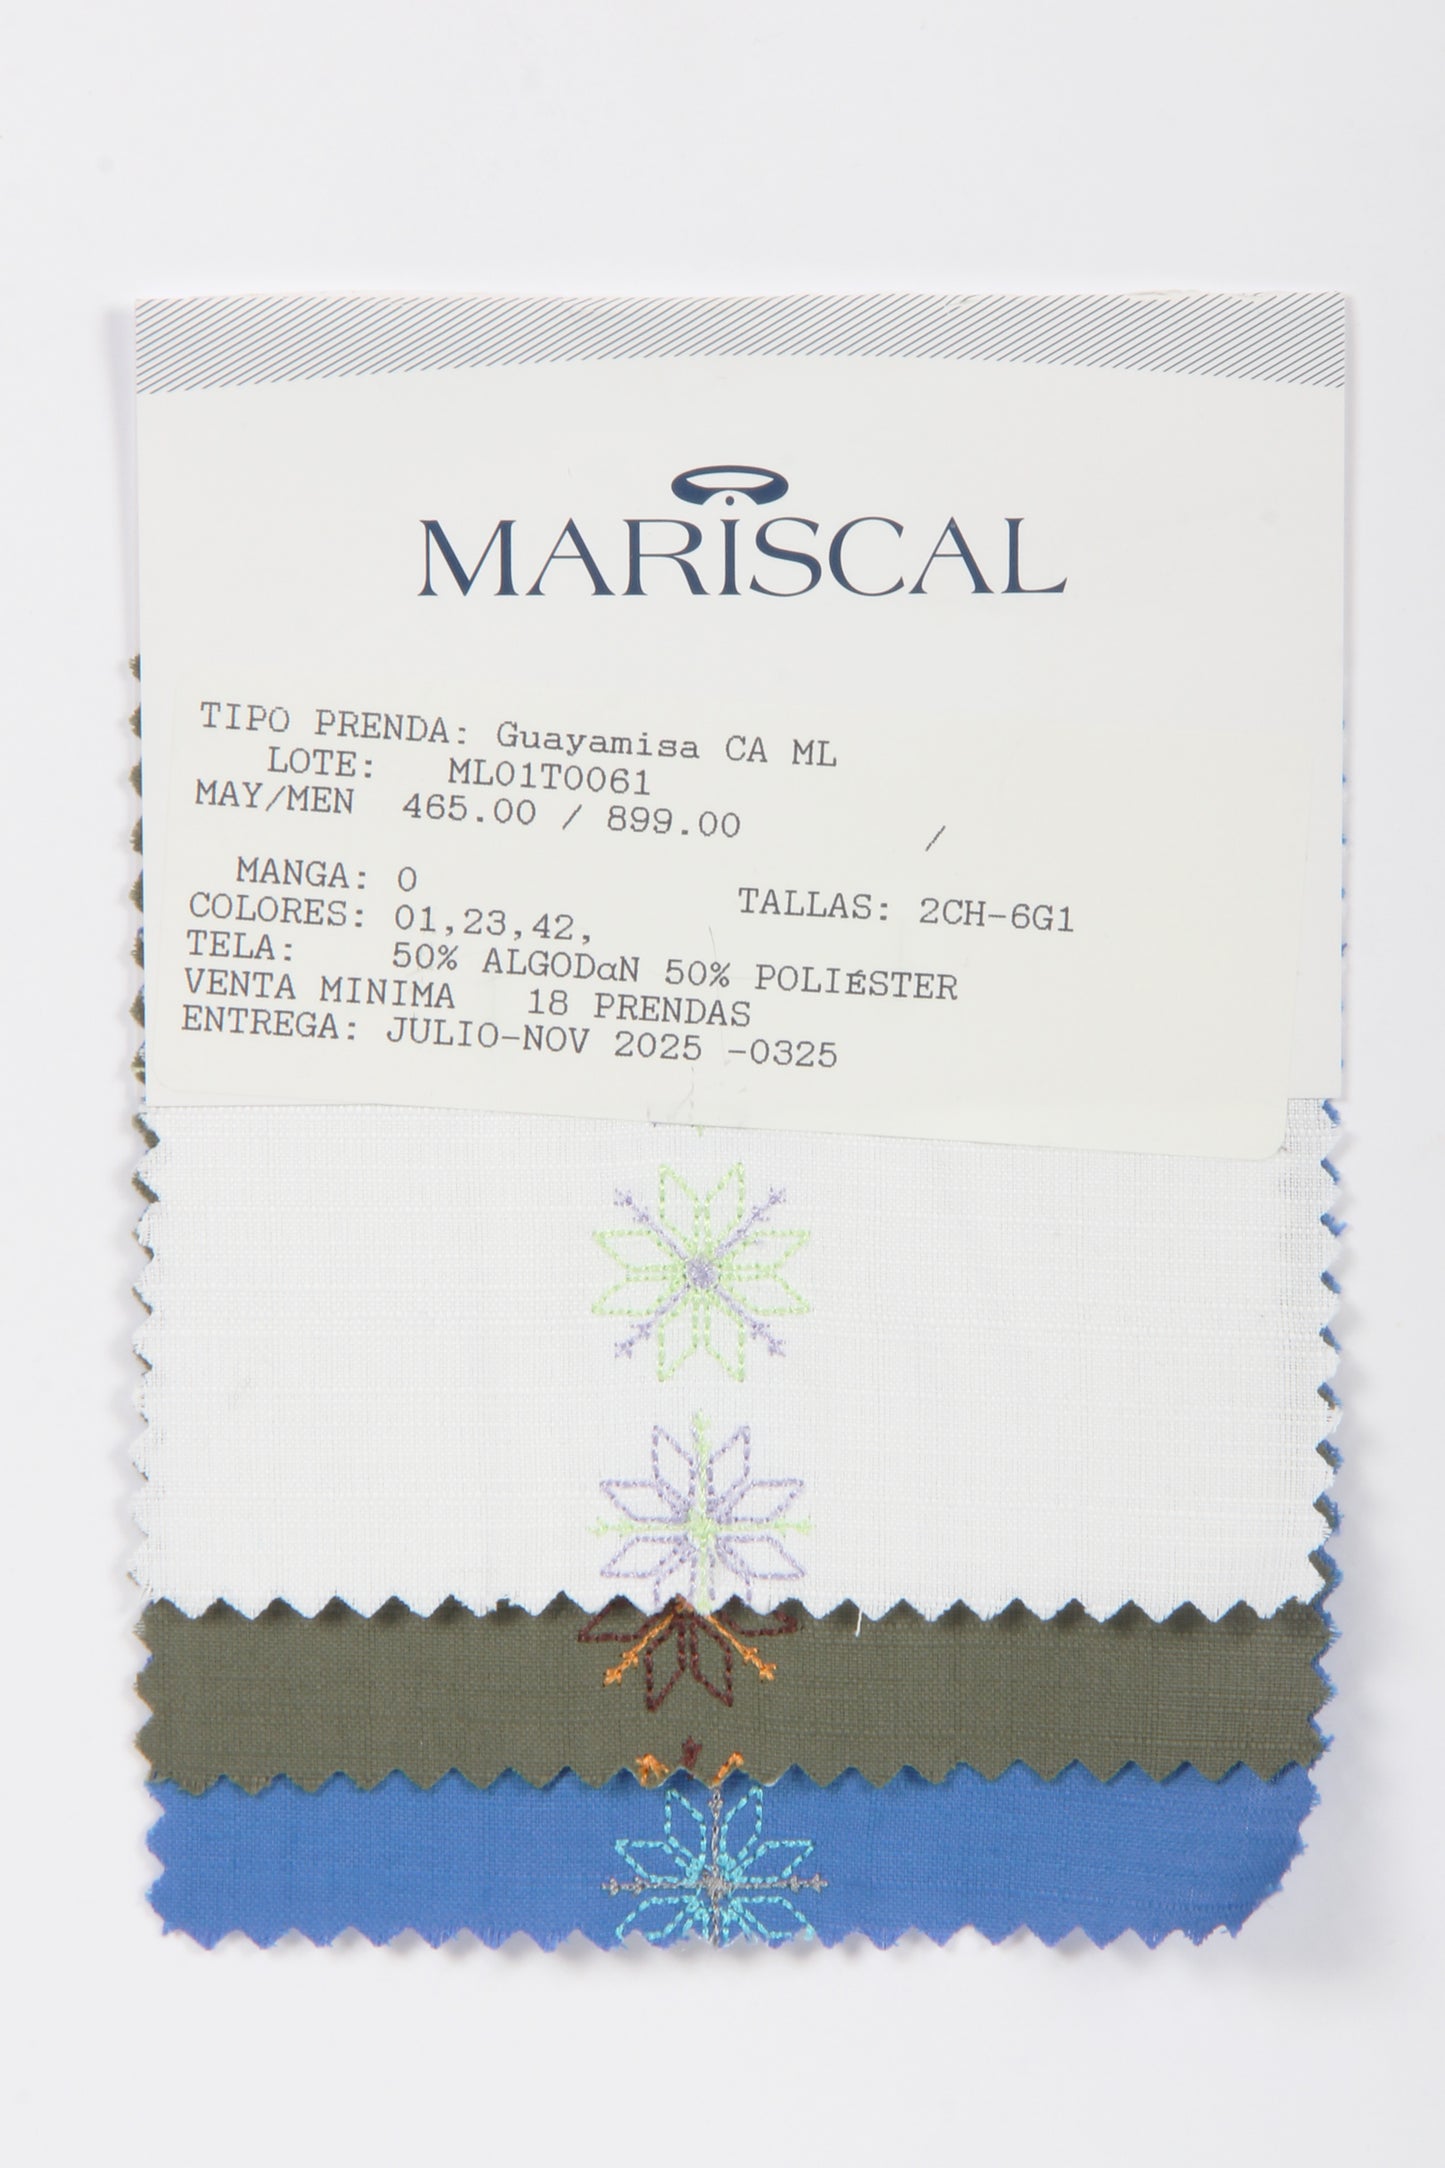 MARISCAL
TIPO PRENDA: Guayamisa CA ML
LOTE: ML01T0061
MAY/MEN 465.00 / 899.00 /
MANGA: 0 TALLAS: 2CH-6G1
COLORES: 01,23,42,
TELA: 50% ALGODαN 50% POLIÉSTER
VENTA MINIMA 18 PRENDAS
ENTREGA: JULIO-NOV 2025 -0325